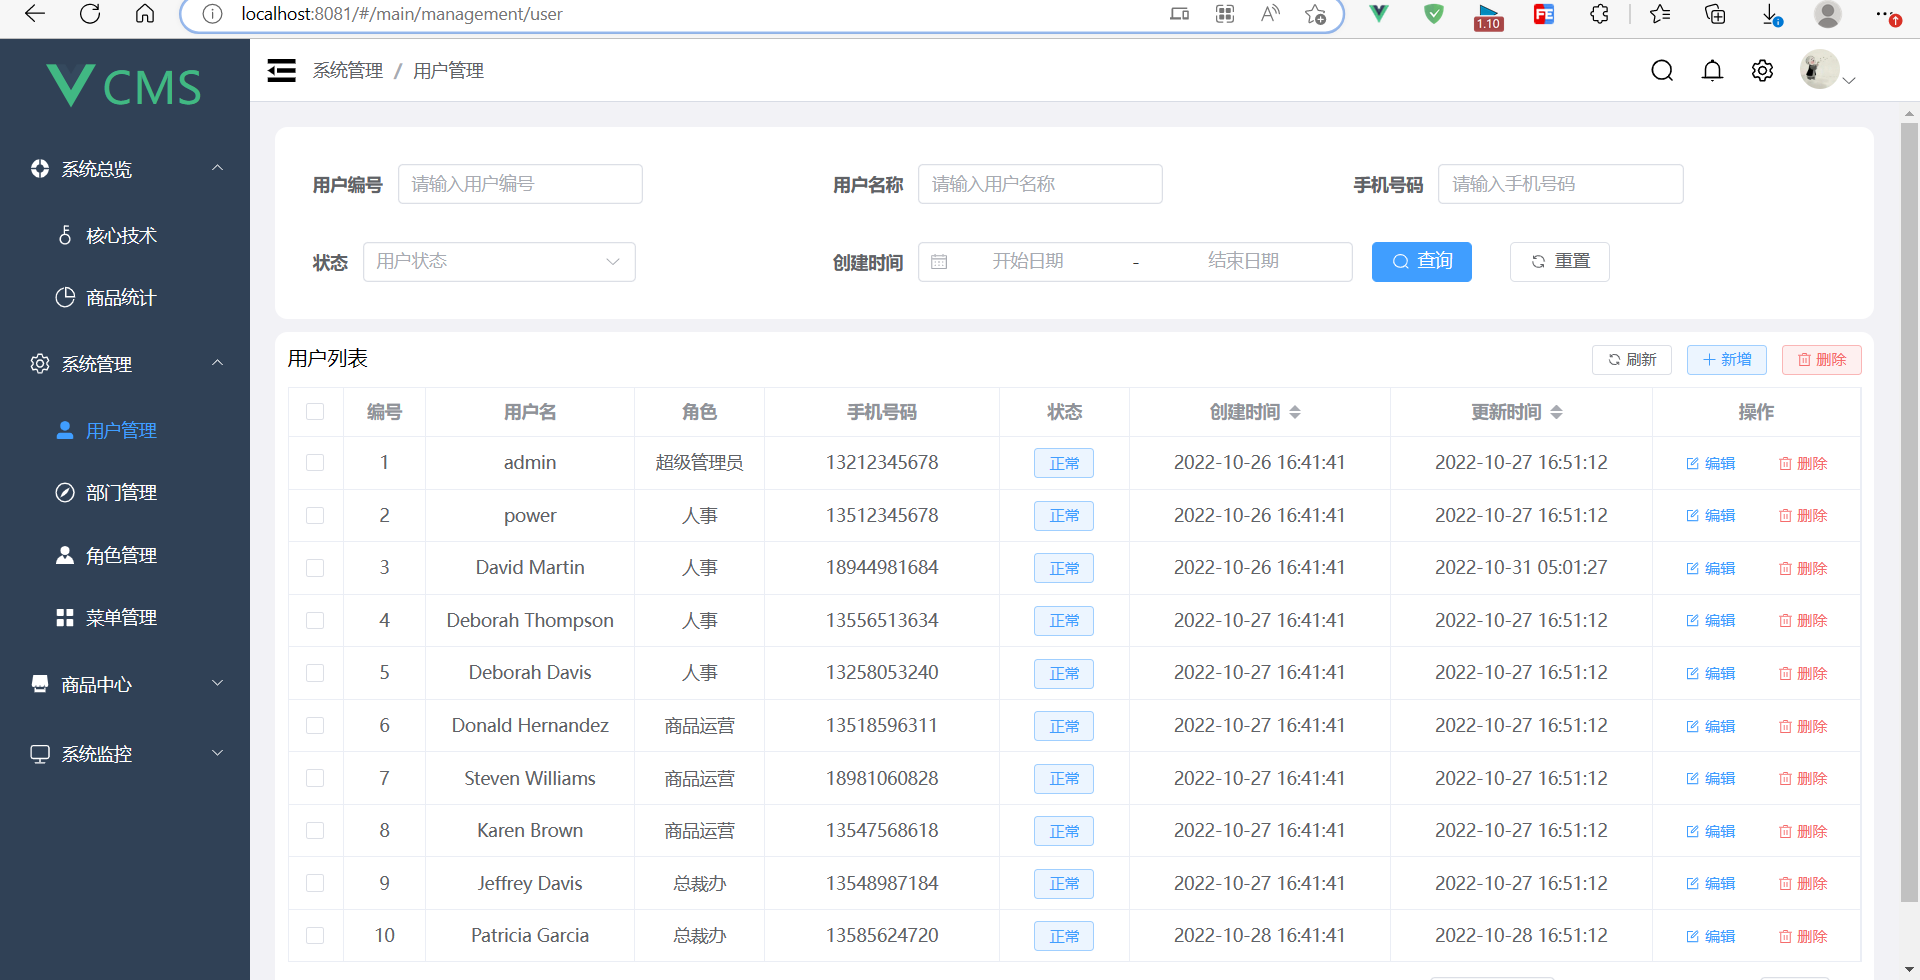 localhost:8081/#/main/management/user
1.10
FE
CMS
系统总览
核心技术
商品统计
系统管理
用户管理
部门管理
角色管理
菜单管理
商品中心
系统监控
系统管理 / 用户管理
用户编号 请输入用户编号 用户名称 请输入用户名称 手机号码 请输入手机号码
状态 用户状态 创建时间 开始日期 - 结束日期 查询 重置
用户列表 刷新 新增 删除
编号 用户名 角色 手机号码 状态 创建时间 更新时间 操作
1 admin 超级管理员 13212345678 正常 2022-10-26 16:41:41 2022-10-27 16:51:12 编辑 删除
2 power 人事 13512345678 正常 2022-10-26 16:41:41 2022-10-27 16:51:12 编辑 删除
3 David Martin 人事 18944981684 正常 2022-10-26 16:41:41 2022-10-31 05:01:27 编辑 删除
4 Deborah Thompson 人事 13556513634 正常 2022-10-27 16:41:41 2022-10-27 16:51:12 编辑 删除
5 Deborah Davis 人事 13258053240 正常 2022-10-27 16:41:41 2022-10-27 16:51:12 编辑 删除
6 Donald Hernandez 商品运营 13518596311 正常 2022-10-27 16:41:41 2022-10-27 16:51:12 编辑 删除
7 Steven Williams 商品运营 18981060828 正常 2022-10-27 16:41:41 2022-10-27 16:51:12 编辑 删除
8 Karen Brown 商品运营 13547568618 正常 2022-10-27 16:41:41 2022-10-27 16:51:12 编辑 删除
9 Jeffrey Davis 总裁办 13548987184 正常 2022-10-27 16:41:41 2022-10-27 16:51:12 编辑 删除
10 Patricia Garcia 总裁办 13585624720 正常 2022-10-28 16:41:41 2022-10-28 16:51:12 编辑 删除